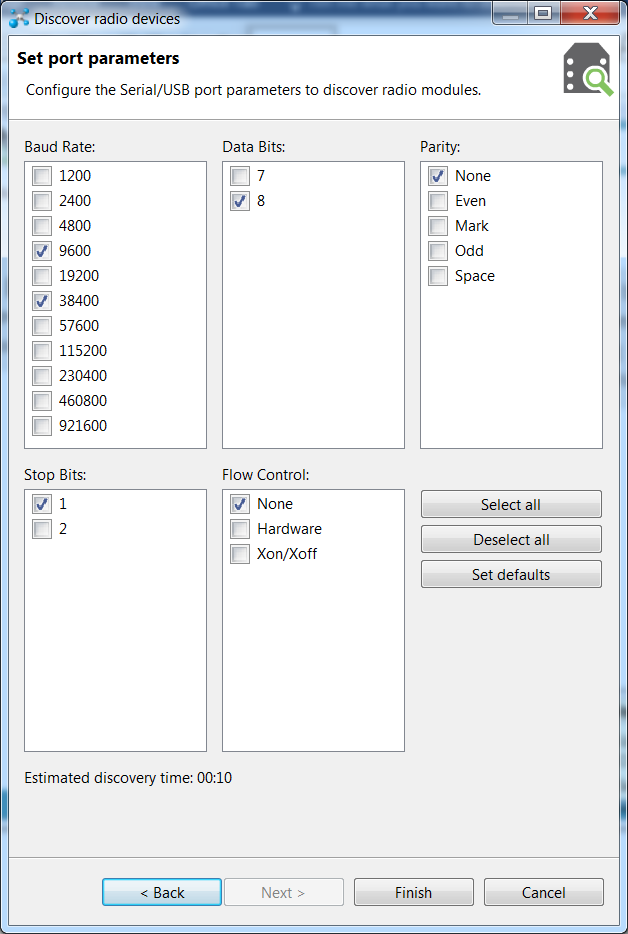 Discover radio devices
Set port parameters
Configure the Serial/USB port parameters to discover radio modules.
Baud Rate:
1200
2400
4800
9600
19200
38400
57600
115200
230400
460800
921600
Data Bits:
7
8
Parity:
None
Even
Mark
Odd
Space
Stop Bits:
1
2
Flow Control:
None
Hardware
Xon/Xoff
Select all
Deselect all
Set defaults
Estimated discovery time: 00:10
< Back
Next >
Finish
Cancel